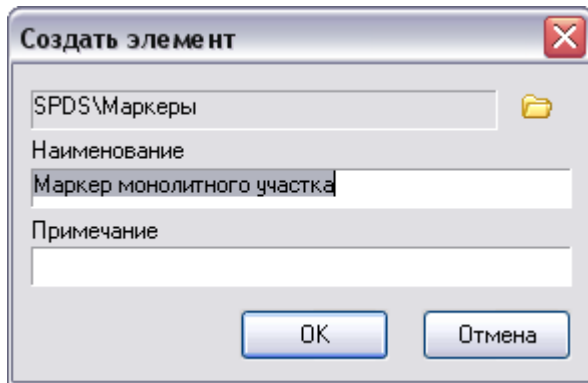 Создать элемент
SPDS\Маркеры
Наименование
Маркер монолитного участка
Примечание
OK
Отмена